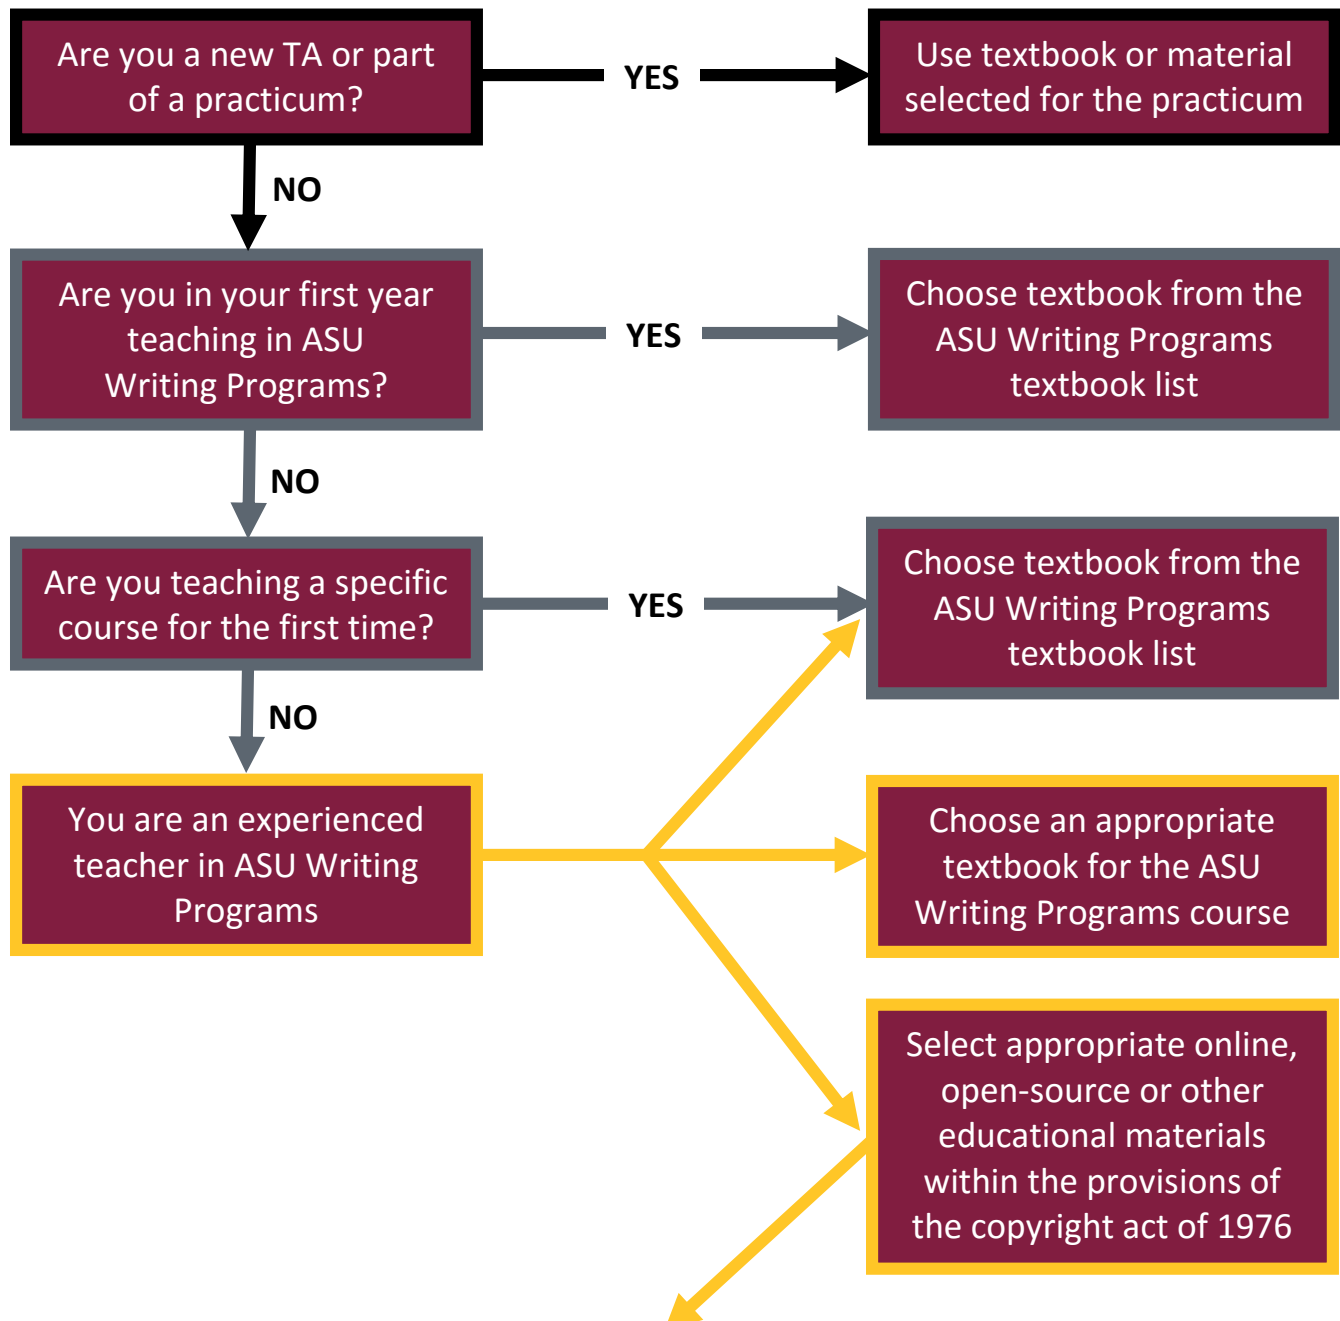 Are you a new TA or part
of a practicum?
YES
Use textbook or material
selected for the practicum
NO
Are you in your first year
teaching in ASU
Writing Programs?
YES
Choose textbook from the
ASU Writing Programs
textbook list
NO
Are you teaching a specific
course for the first time?
YES
Choose textbook from the
ASU Writing Programs
textbook list
NO
You are an experienced
teacher in ASU Writing
Programs
Choose an appropriate
textbook for the ASU
Writing Programs course
Select appropriate online,
open-source or other
educational materials
within the provisions of
the copyright act of 1976